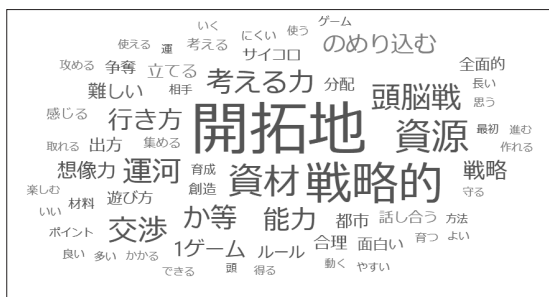 いく にくい 使う ゲーム
使える 運 考える サイコロ のめり込む
攻める 争奪 立てる 考える力 分配 全面的
難しい 相手 頭脳戦 長い
感じる 行き方 開拓地 資源 思う
取れる 出方 集める 最初 進む
作れる
想像力 運河 育成 資材 戦略的 戦略
楽しむ 創造 守る
いい 材料 遊び方 か等 能力 都市 話し合う 方法
ポイント 交渉 1ゲーム ルール 合理 面白い 育つ よい
良い 多い かかる できる 頭 得る 動く やすい